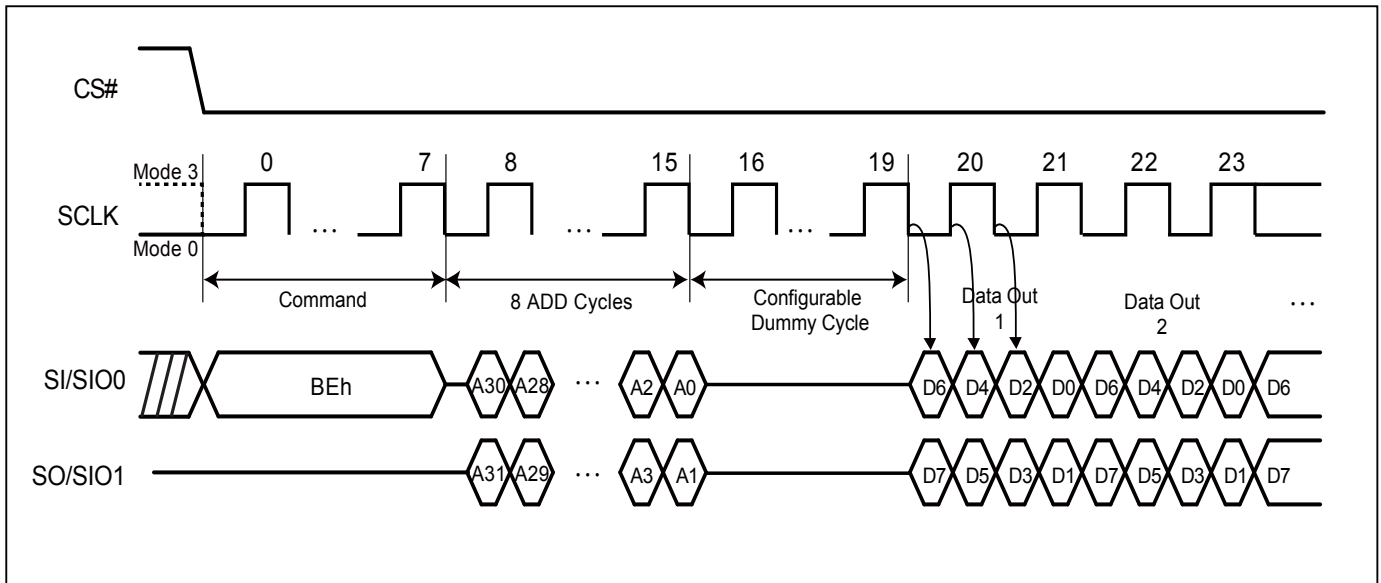 CS#
0 7 8 15 16 19 20 21 22 23
Mode 3
SCLK
... ... ...
Mode 0
Command
8 ADD Cycles
Configurable
Dummy Cycle
Data Out
1
Data Out
2
...
SI/SIO0
BEh
A30 A28 ... A2 A0
D6 D4 D2 D0 D6 D4 D2 D0 D6
SO/SIO1
A31 A29 ... A3 A1
D7 D5 D3 D1 D7 D5 D3 D1 D7